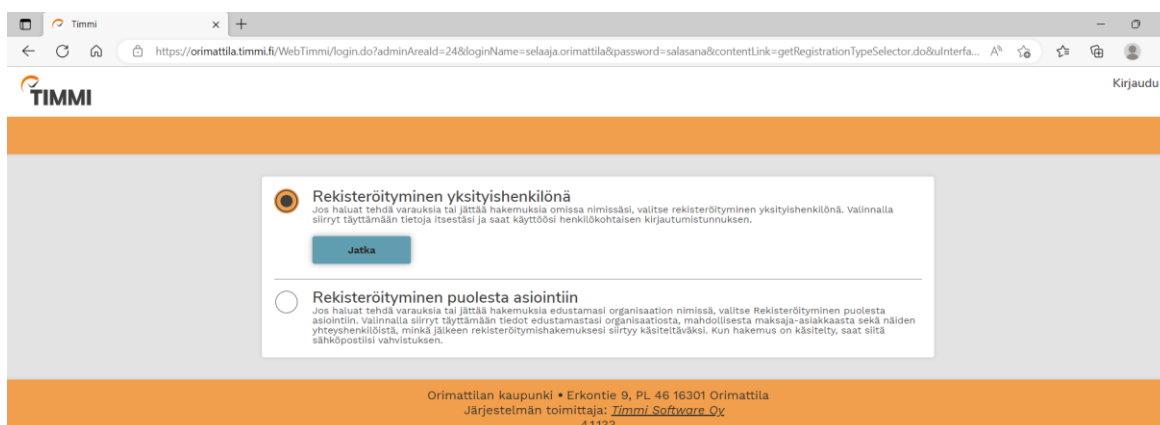 Timmi
https://orimattila.timmi.fi/WebTimmi/login.do?adminAreaId=24&loginName=selaaja.orimattila&password=salasana&contentLink=getRegistrationTypeSelector.do&uInterfa...
TIMMI
Kirjaudu
Rekisteröityminen yksityishenkilönä
Jos haluat tehdä varauksia tai jättää hakemuksia omissa nimissäsi, valitse rekisteröityminen yksityishenkilönä. Valinnalla
siirryt täyttämään tietoja itsestäsi ja saat käyttöösi henkilökohtaisen kirjautumistunnuksen.
Jatka
Rekisteröityminen puolesta asiointiin
Jos haluat tehdä varauksia tai jättää hakemuksia edustamasi organisaation nimissä, valitse Rekisteröityminen puolesta
asiointiin. Valinnalla siirryt täyttämään tiedot edustamastasi organisaatiosta, mahdollisesta maksaja-asiakkaasta sekä näiden
yhteyshenkilöistä, minkä jälkeen rekisteröitymishakemuksesi siirtyy käsiteltäväksi. Kun hakemus on käsitelty, saat siitä
sähköpostiisi vahvistuksen.
Orimattilan kaupunki • Erkontie 9, PL 46 16301 Orimattila
Järjestelmän toimittaja: Timmi Software Oy